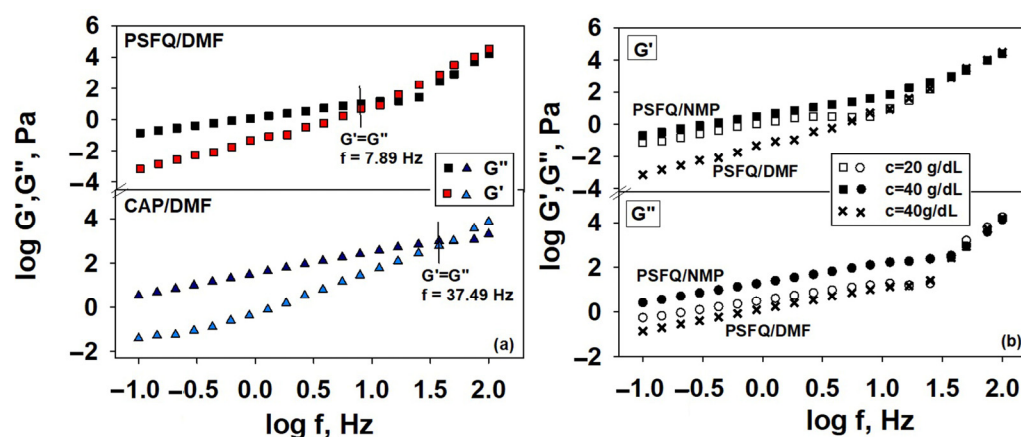 log G',G", Pa
6
4
2
0
−2
−4
4
2
0
−2
PSFQ/DMF
G'=G"
f = 7.89 Hz
G"
G'
CAP/DMF
G'=G"
f = 37.49 Hz
(a)
−1.0 −0.5 0.0 0.5 1.0 1.5 2.0
log f, Hz
log G',G", Pa
6
4
2
0
−2
−4
4
2
0
−2
G'
PSFQ/NMP
PSFQ/DMF
c=20 g/dL
c=40 g/dL
c=40g/dL
G"
PSFQ/NMP
PSFQ/DMF
(b)
−1.0 −0.5 0.0 0.5 1.0 1.5 2.0
log f, Hz